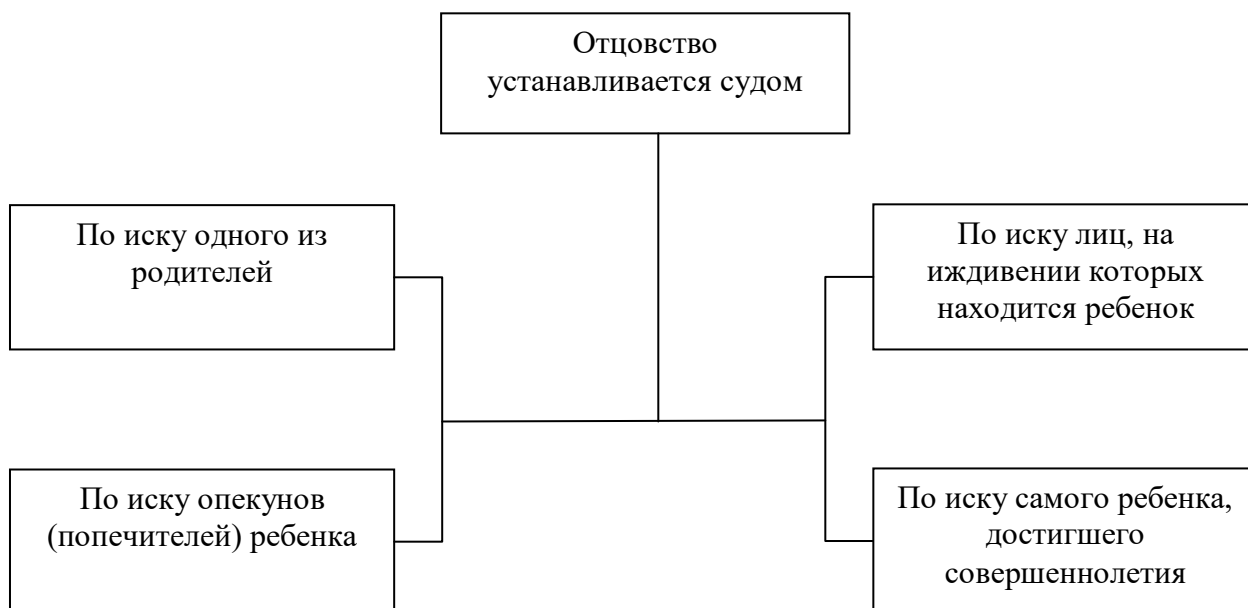 Отцовство
устанавливается судом
По иску одного из
родителей
По иску лиц, на
иждивении которых
находится ребенок
По иску опекунов
(попечителей) ребенка
По иску самого ребенка,
достигшего
совершеннолетия